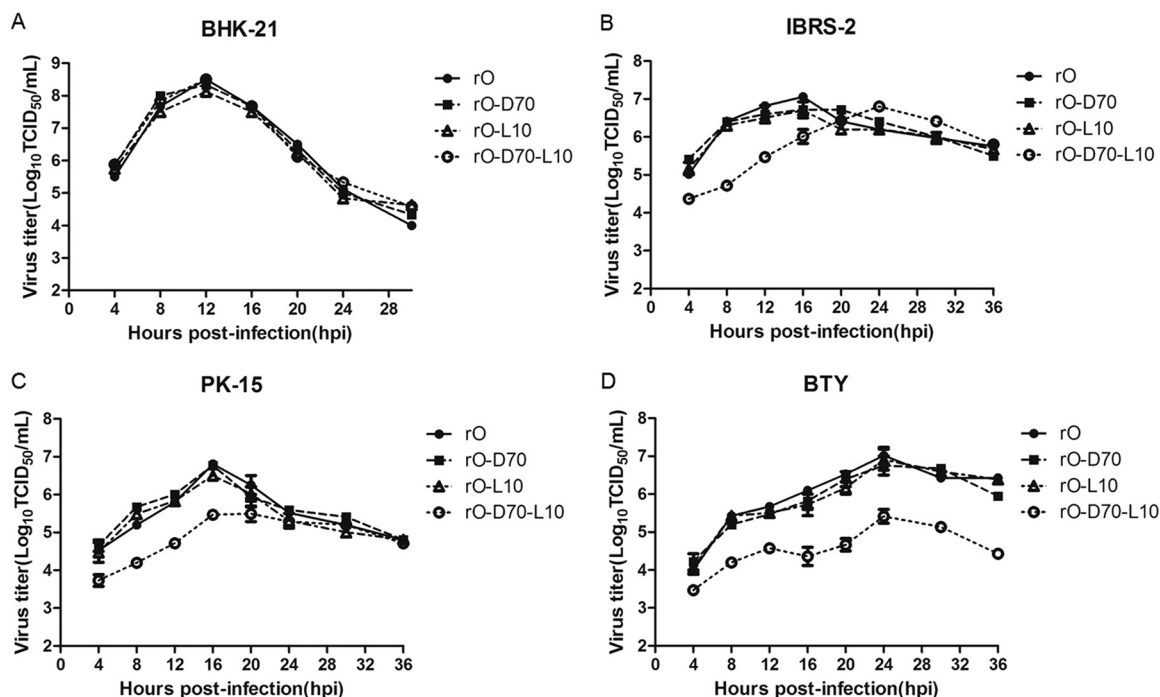 A
BHK-21
Virus titer(Log10TCID50/mL)
9
8
7
6
5
4
3
2
0 4 8 12 16 20 24 28
Hours post-infection(hpi)
rO
rO-D70
rO-L10
rO-D70-L10
B
IBRS-2
Virus titer(Log10TCID50/mL)
8
7
6
5
4
3
2
0 4 8 12 16 20 24 28 32 36
Hours post-infection(hpi)
rO
rO-D70
rO-L10
rO-D70-L10
C
PK-15
Virus titer(Log10TCID50/mL)
8
7
6
5
4
3
2
0 4 8 12 16 20 24 28 32 36
Hours post-infection(hpi)
rO
rO-D70
rO-L10
rO-D70-L10
D
BTY
Virus titer(Log10TCID50/mL)
8
7
6
5
4
3
2
0 4 8 12 16 20 24 28 32 36
Hours post-infection(hpi)
rO
rO-D70
rO-L10
rO-D70-L10